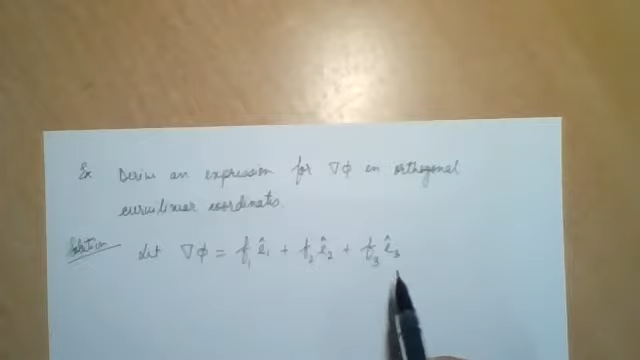 Ex Derive an expression for ∇ϕ in orthogonal
curvilinear coordinates.
Solution Let ∇ϕ = f₁ ê₁ + f₂ ê₂ + f₃ ê₃